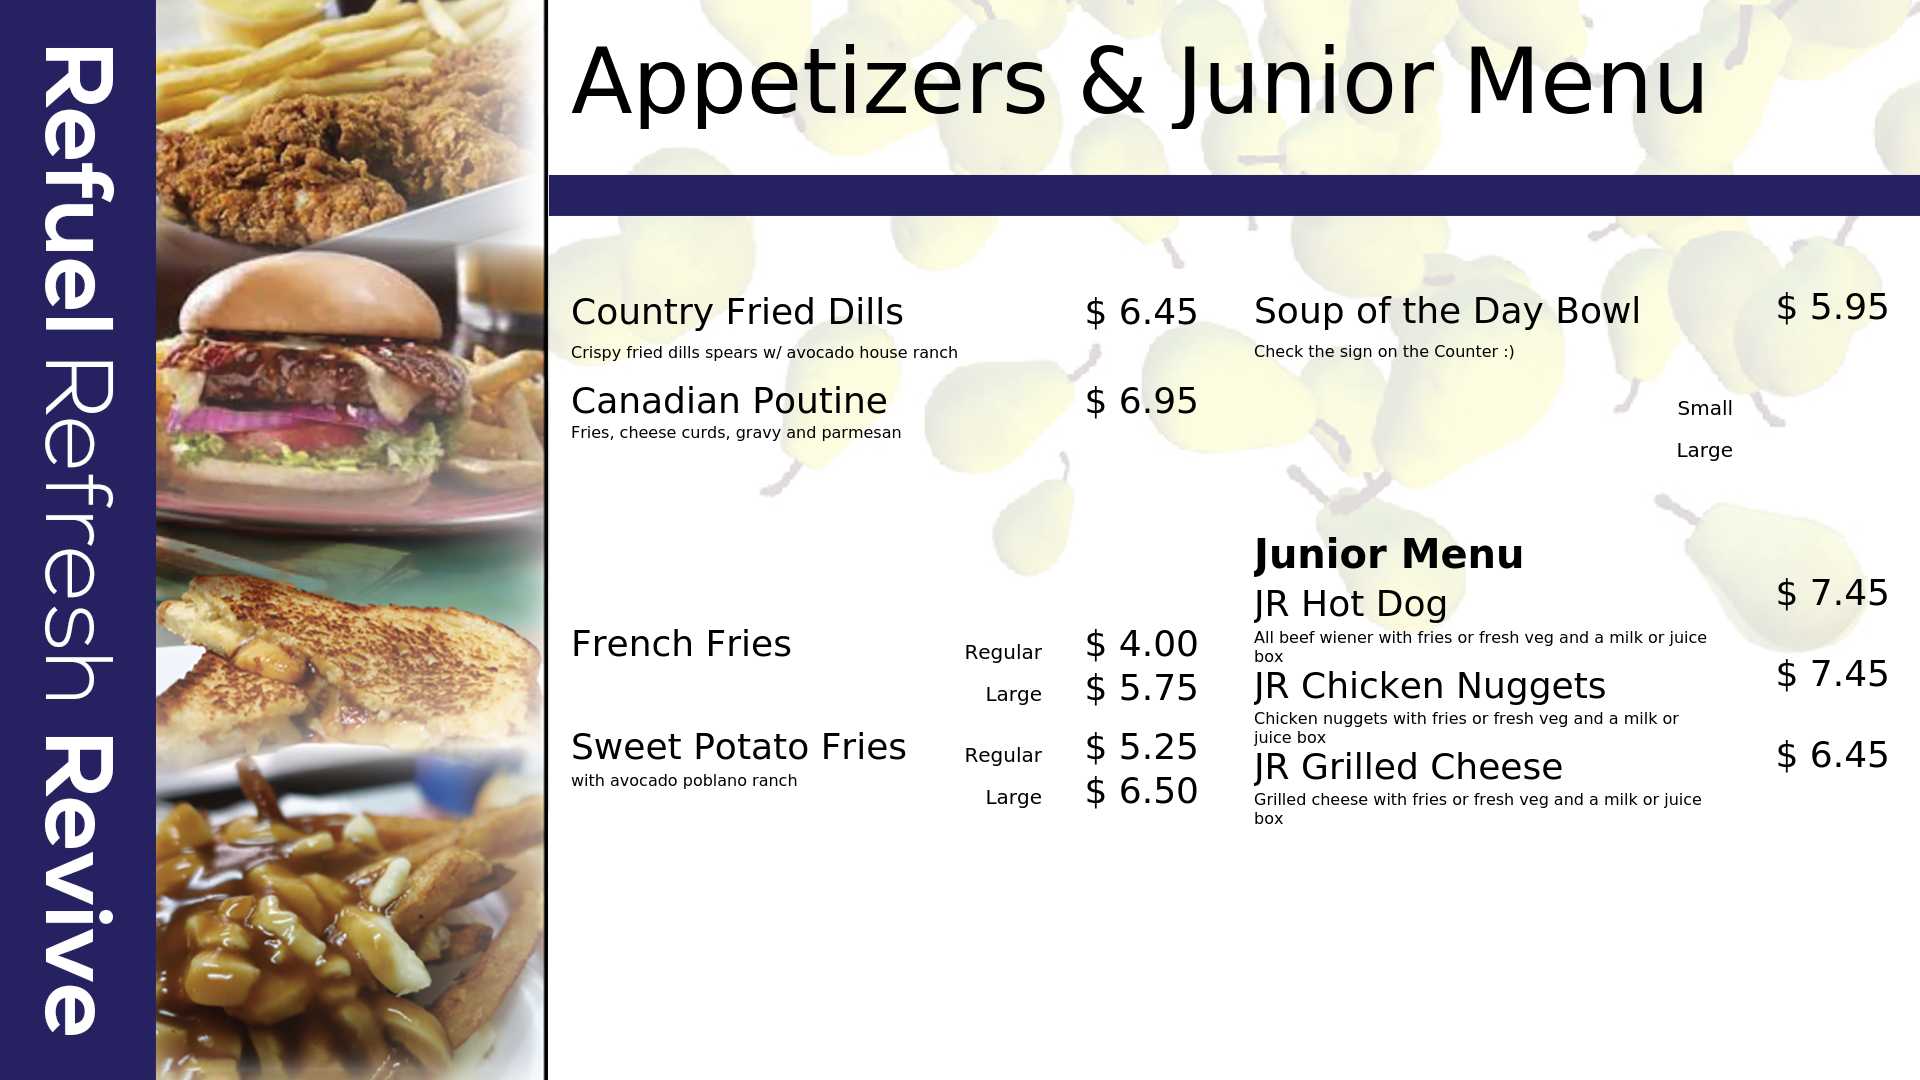 Refuel Refresh Revive
Appetizers & Junior Menu
Country Fried Dills $ 6.45
Crispy fried dills spears w/ avocado house ranch
Canadian Poutine $ 6.95
Fries, cheese curds, gravy and parmesan
French Fries Regular $ 4.00
Large $ 5.75
Sweet Potato Fries Regular $ 5.25
with avocado poblano ranch
Large $ 6.50
Soup of the Day Bowl $ 5.95
Check the sign on the Counter :)
Small
Large
Junior Menu
JR Hot Dog $ 7.45
All beef wiener with fries or fresh veg and a milk or juice
box
JR Chicken Nuggets $ 7.45
Chicken nuggets with fries or fresh veg and a milk or
juice box
JR Grilled Cheese $ 6.45
Grilled cheese with fries or fresh veg and a milk or juice
box